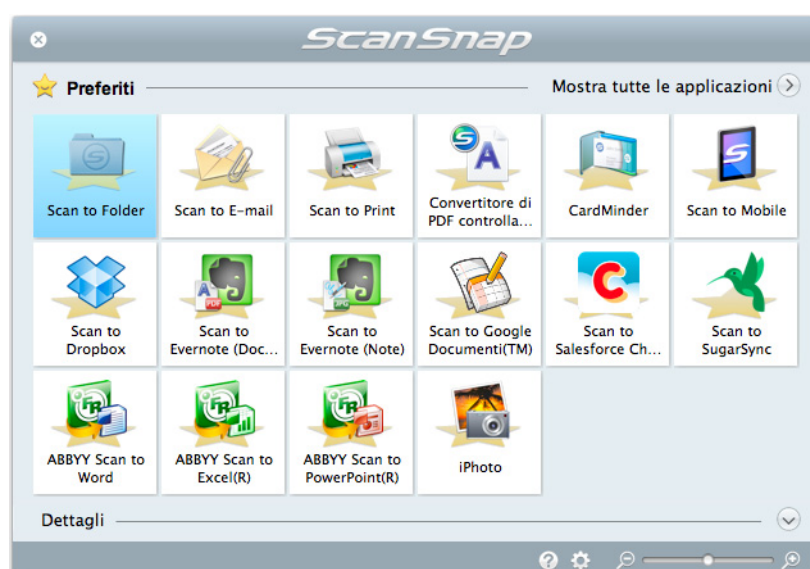 ScanSnap
Preferiti
Mostra tutte le applicazioni
Scan to Folder
Scan to E-mail
Scan to Print
Convertitore di
PDF controlla...
CardMinder
Scan to Mobile
Scan to
Dropbox
Scan to
Evernote (Doc...
Scan to
Evernote (Note)
Scan to Google
Documenti(TM)
Scan to
Salesforce Ch...
Scan to
SugarSync
ABBYY Scan to
Word
ABBYY Scan to
Excel(R)
ABBYY Scan to
PowerPoint(R)
iPhoto
Dettagli